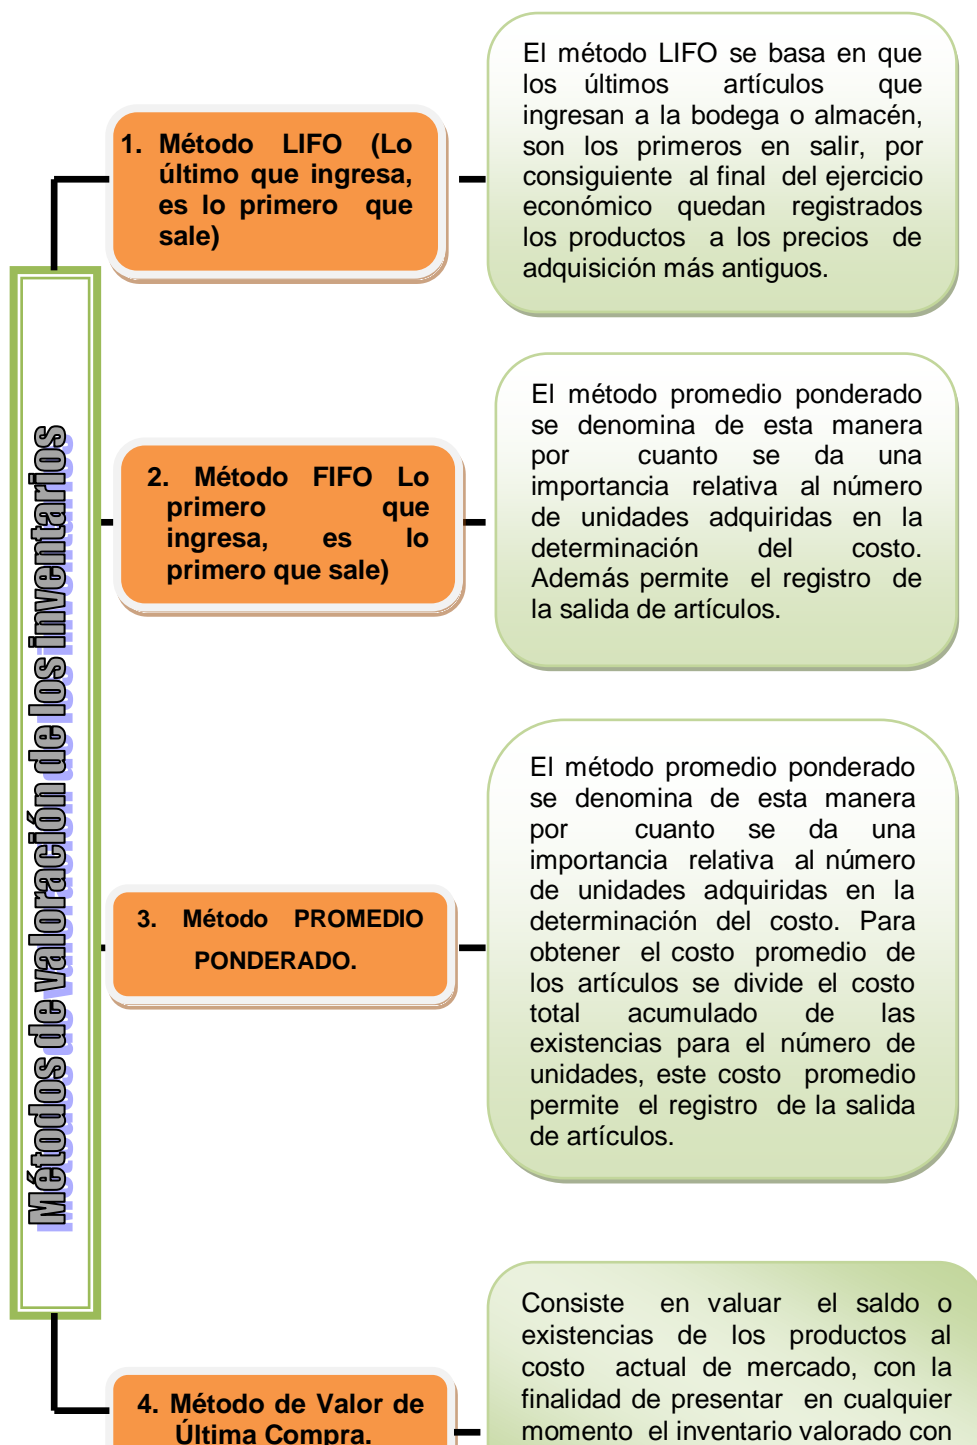 Métodos de valoración de los inventarios
1. Método LIFO (Lo
último que ingresa,
es lo primero que
sale)
El método LIFO se basa en que
los últimos artículos que
ingresan a la bodega o almacén,
son los primeros en salir, por
consiguiente al final del ejercicio
económico quedan registrados
los productos a los precios de
adquisición más antiguos.
2. Método FIFO Lo
primero que
ingresa, es lo
primero que sale)
El método promedio ponderado
se denomina de esta manera
por cuanto se da una
importancia relativa al número
de unidades adquiridas en la
determinación del costo.
Además permite el registro de
la salida de artículos.
3. Método PROMEDIO
PONDERADO.
El método promedio ponderado
se denomina de esta manera
por cuanto se da una
importancia relativa al número
de unidades adquiridas en la
determinación del costo. Para
obtener el costo promedio de
los artículos se divide el costo
total acumulado de las
existencias para el número de
unidades, este costo promedio
permite el registro de la salida
de artículos.
4. Método de Valor de
Última Compra.
Consiste en valuar el saldo o
existencias de los productos al
costo actual de mercado, con la
finalidad de presentar en cualquier
momento el inventario valorado con